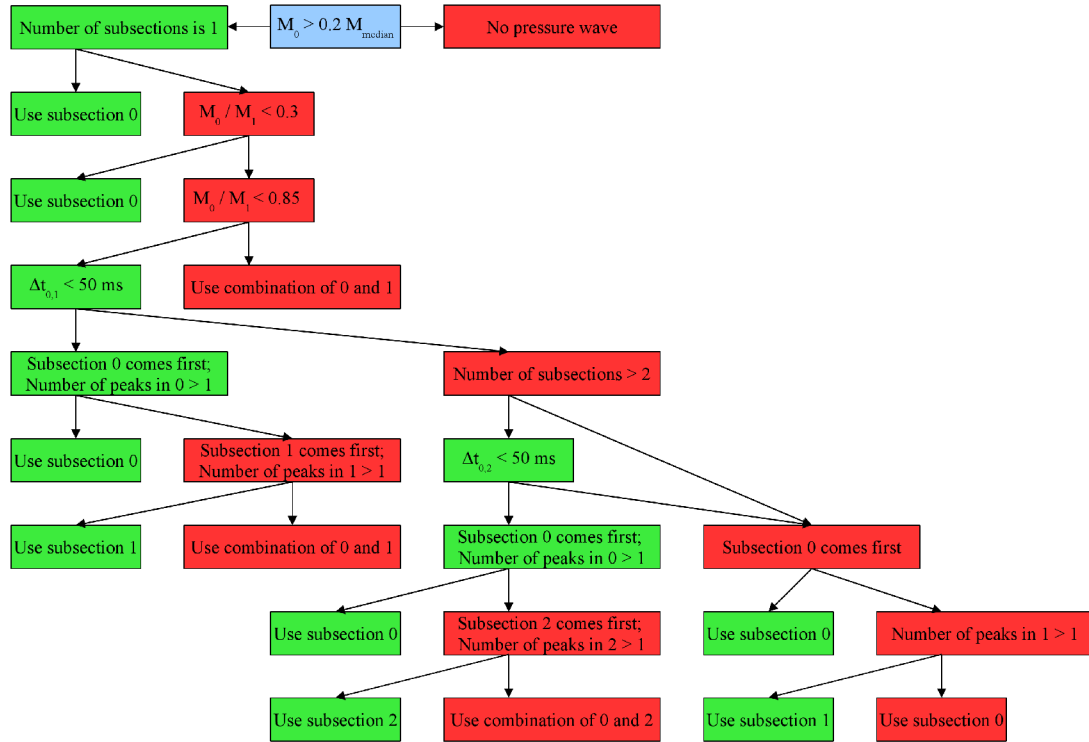 Number of subsections is 1
M₀ > 0.2 M_median
No pressure wave
Use subsection 0
M₀ / M₁ < 0.3
Use subsection 0
M₀ / M₁ < 0.85
Δt₀,₁ < 50 ms
Use combination of 0 and 1
Subsection 0 comes first;
Number of peaks in 0 > 1
Number of subsections > 2
Use subsection 0
Subsection 1 comes first;
Number of peaks in 1 > 1
Δt₀,₂ < 50 ms
Use subsection 1
Use combination of 0 and 1
Subsection 0 comes first;
Number of peaks in 0 > 1
Subsection 0 comes first
Use subsection 0
Subsection 2 comes first;
Number of peaks in 2 > 1
Use subsection 0
Number of peaks in 1 > 1
Use subsection 2
Use combination of 0 and 2
Use subsection 1
Use subsection 0